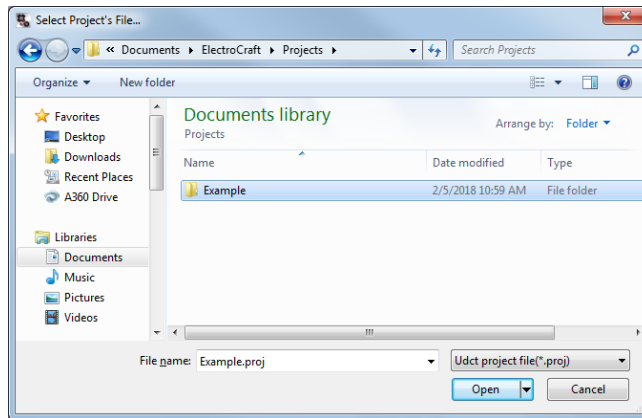 Select Project's File...
« Documents ▸ ElectroCraft ▸ Projects ▸ Search Projects
Organize ▼ New folder
Favorites
Desktop
Downloads
Recent Places
A360 Drive
Libraries
Documents
Music
Pictures
Videos
Documents library
Projects
Arrange by: Folder ▼
Name Date modified Type
Example 2/5/2018 10:59 AM File folder
File name: Example.proj Udct project file(*.proj)
Open Cancel